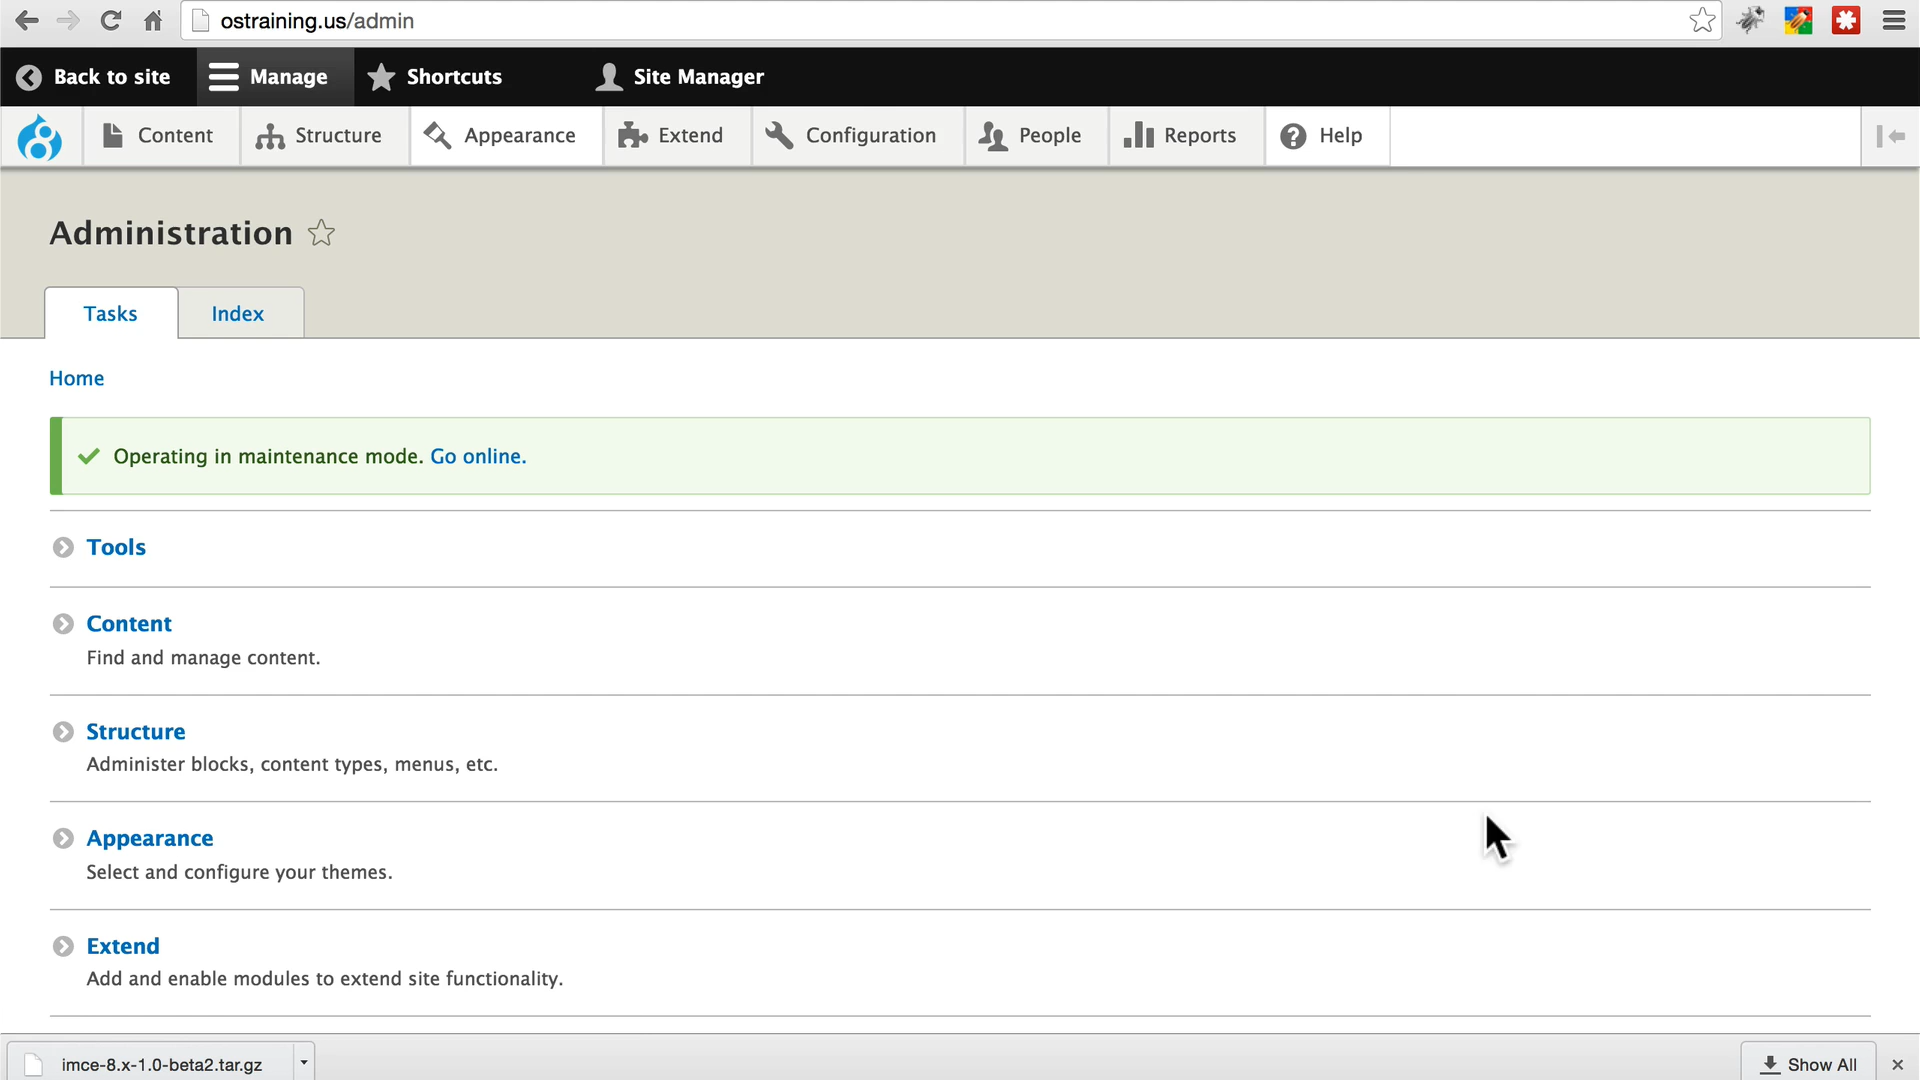 ostraining.us/admin
Back to site Manage Shortcuts Site Manager
Content Structure Appearance Extend Configuration People Reports Help
Administration
Tasks Index
Home
Operating in maintenance mode. Go online.
Tools
Content
Find and manage content.
Structure
Administer blocks, content types, menus, etc.
Appearance
Select and configure your themes.
Extend
Add and enable modules to extend site functionality.
imce-8.x-1.0-beta2.tar.gz Show All